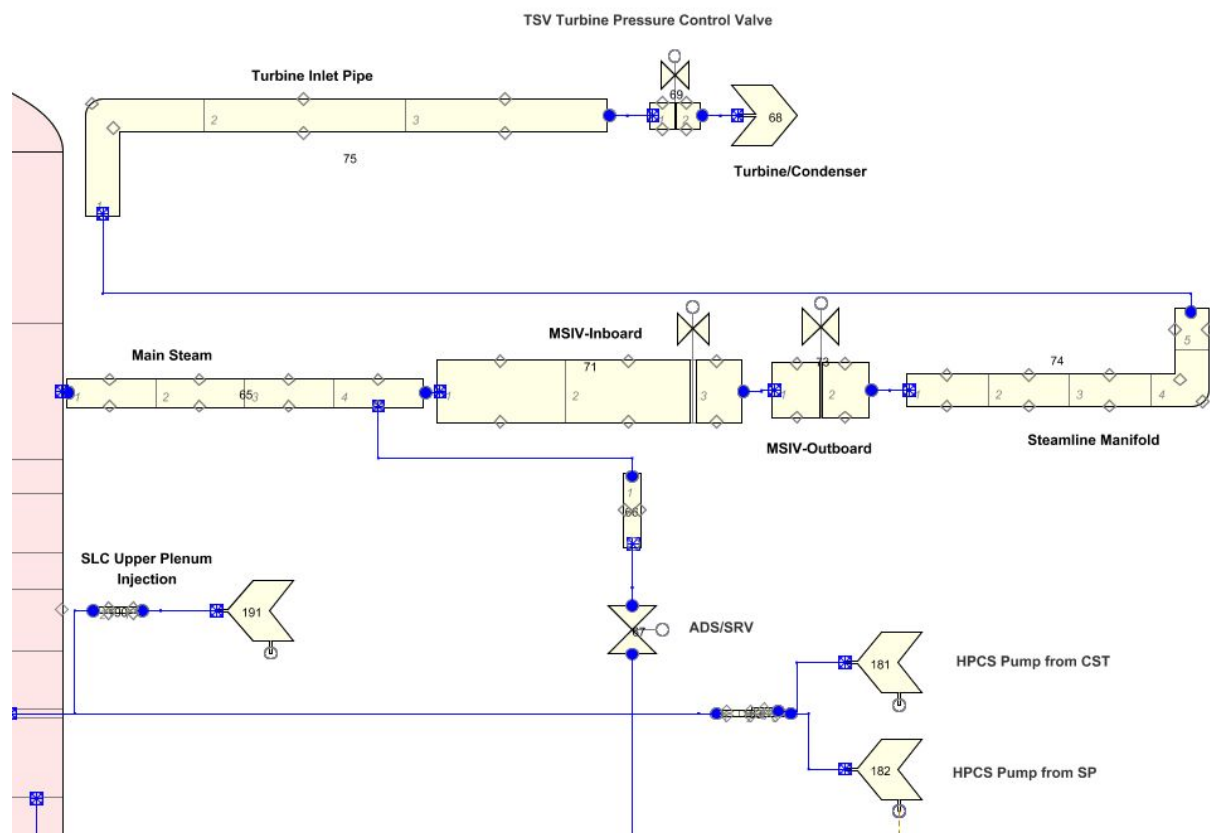 TSV Turbine Pressure Control Valve
Turbine Inlet Pipe
69
2
3
1
2
68
75
Turbine/Condenser
1
MSIV-Inboard
Main Steam
71
73
74
5
1
2
65
3
4
1
2
3
1
2
1
2
3
4
MSIV-Outboard
Steamline Manifold
1
66
SLC Upper Plenum
Injection
191
67
ADS/SRV
181
HPCS Pump from CST
182
HPCS Pump from SP